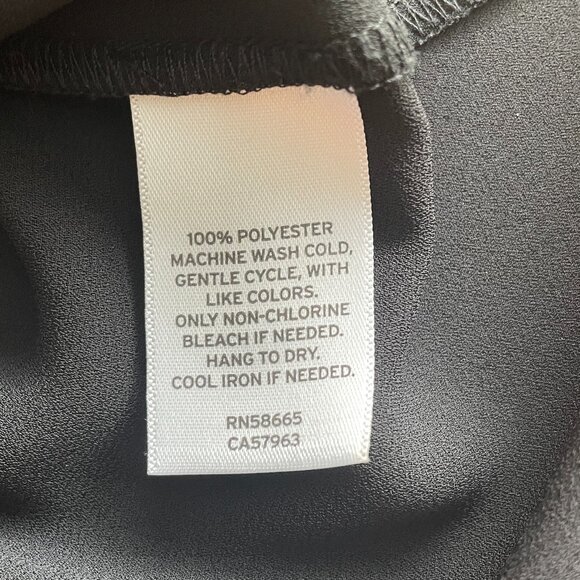 100% POLYESTER
MACHINE WASH COLD,
GENTLE CYCLE, WITH
LIKE COLORS.
ONLY NON-CHLORINE
BLEACH IF NEEDED.
HANG TO DRY.
COOL IRON IF NEEDED.
RN58665
CA57963